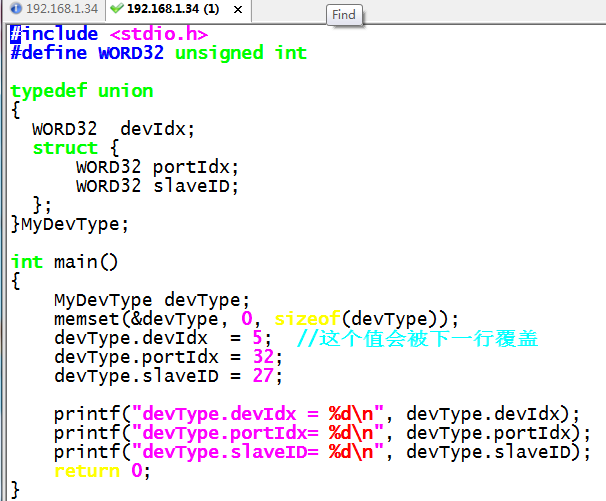 192.168.1.34 192.168.1.34 (1) × Find
#include <stdio.h>
#define WORD32 unsigned int
typedef union
{
  WORD32  devIdx;
  struct {
      WORD32 portIdx;
      WORD32 slaveID;
  };
}MyDevType;
int main()
{
    MyDevType devType;
    memset(&devType, 0, sizeof(devType));
    devType.devIdx  = 5;  //这个值会被下一行覆盖
    devType.portIdx = 32;
    devType.slaveID = 27;
    printf("devType.devIdx = %d\n", devType.devIdx);
    printf("devType.portIdx= %d\n", devType.portIdx);
    printf("devType.slaveID= %d\n", devType.slaveID);
    return 0;
}